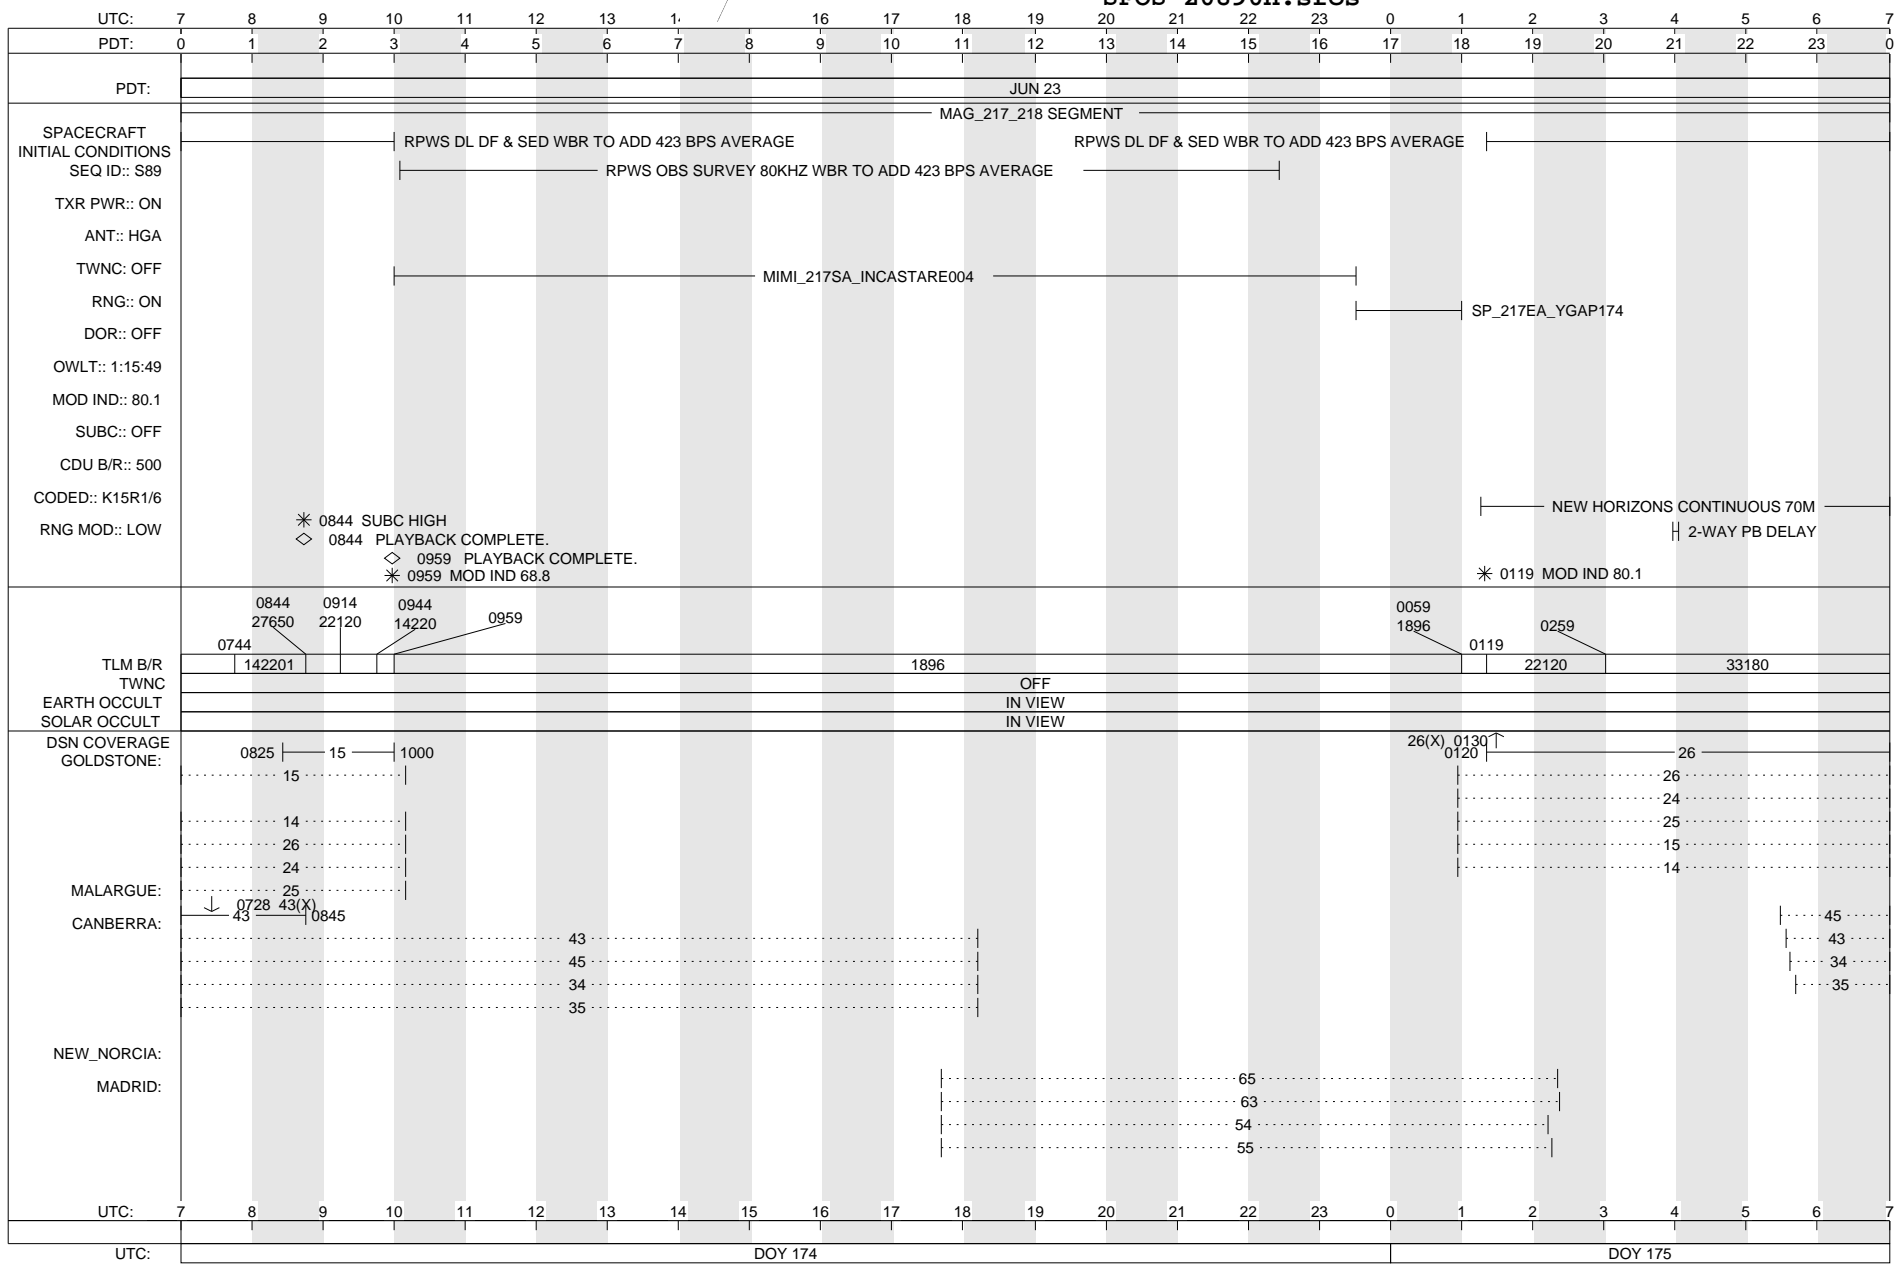 UTC: 7 8 9 10 11 12 13 16 17 18 19 20 21 22 23 0 1 2 3 4 5 6 7
PDT: 0 1 2 3 4 5 6 7 8 9 10 11 12 13 14 15 16 17 18 19 20 21 22 23 0
PDT: JUN 23
MAG_217_218 SEGMENT
SPACECRAFT
INITIAL CONDITIONS
RPWS DL DF & SED WBR TO ADD 423 BPS AVERAGE RPWS DL DF & SED WBR TO ADD 423 BPS AVERAGE
SEQ ID:: S89 RPWS OBS SURVEY 80KHZ WBR TO ADD 423 BPS AVERAGE
TXR PWR:: ON
ANT:: HGA
TWNC: OFF MIMI_217SA_INCASTARE004
RNG:: ON SP_217EA_YGAP174
DOR:: OFF
OWLT:: 1:15:49
MOD IND:: 80.1
SUBC:: OFF
CDU B/R:: 500
CODED:: K15R1/6 NEW HORIZONS CONTINUOUS 70M
0844 SUBC HIGH
RNG MOD:: LOW 2-WAY PB DELAY
0844 PLAYBACK COMPLETE.
0959 PLAYBACK COMPLETE.
0959 MOD IND 68.8 0119 MOD IND 80.1
0844 0914 0944 0059
27650 22120 14220 0959 1896 0259
0744 0119
TLM B/R 142201 1896 22120 33180
TWNC OFF
EARTH OCCULT IN VIEW
SOLAR OCCULT IN VIEW
DSN COVERAGE 26(X) 0130
GOLDSTONE: 0825 15 1000 0120 26
15 26
24
14 25
26 15
24 14
MALARGUE: 25
0728 43(X)
CANBERRA: 43 0845 45
43 43
45 34
34 35
35
NEW_NORCIA:
MADRID: 65
63
54
55
UTC: 7 8 9 10 11 12 13 14 15 16 17 18 19 20 21 22 23 0 1 2 3 4 5 6 7
UTC: DOY 174 DOY 175